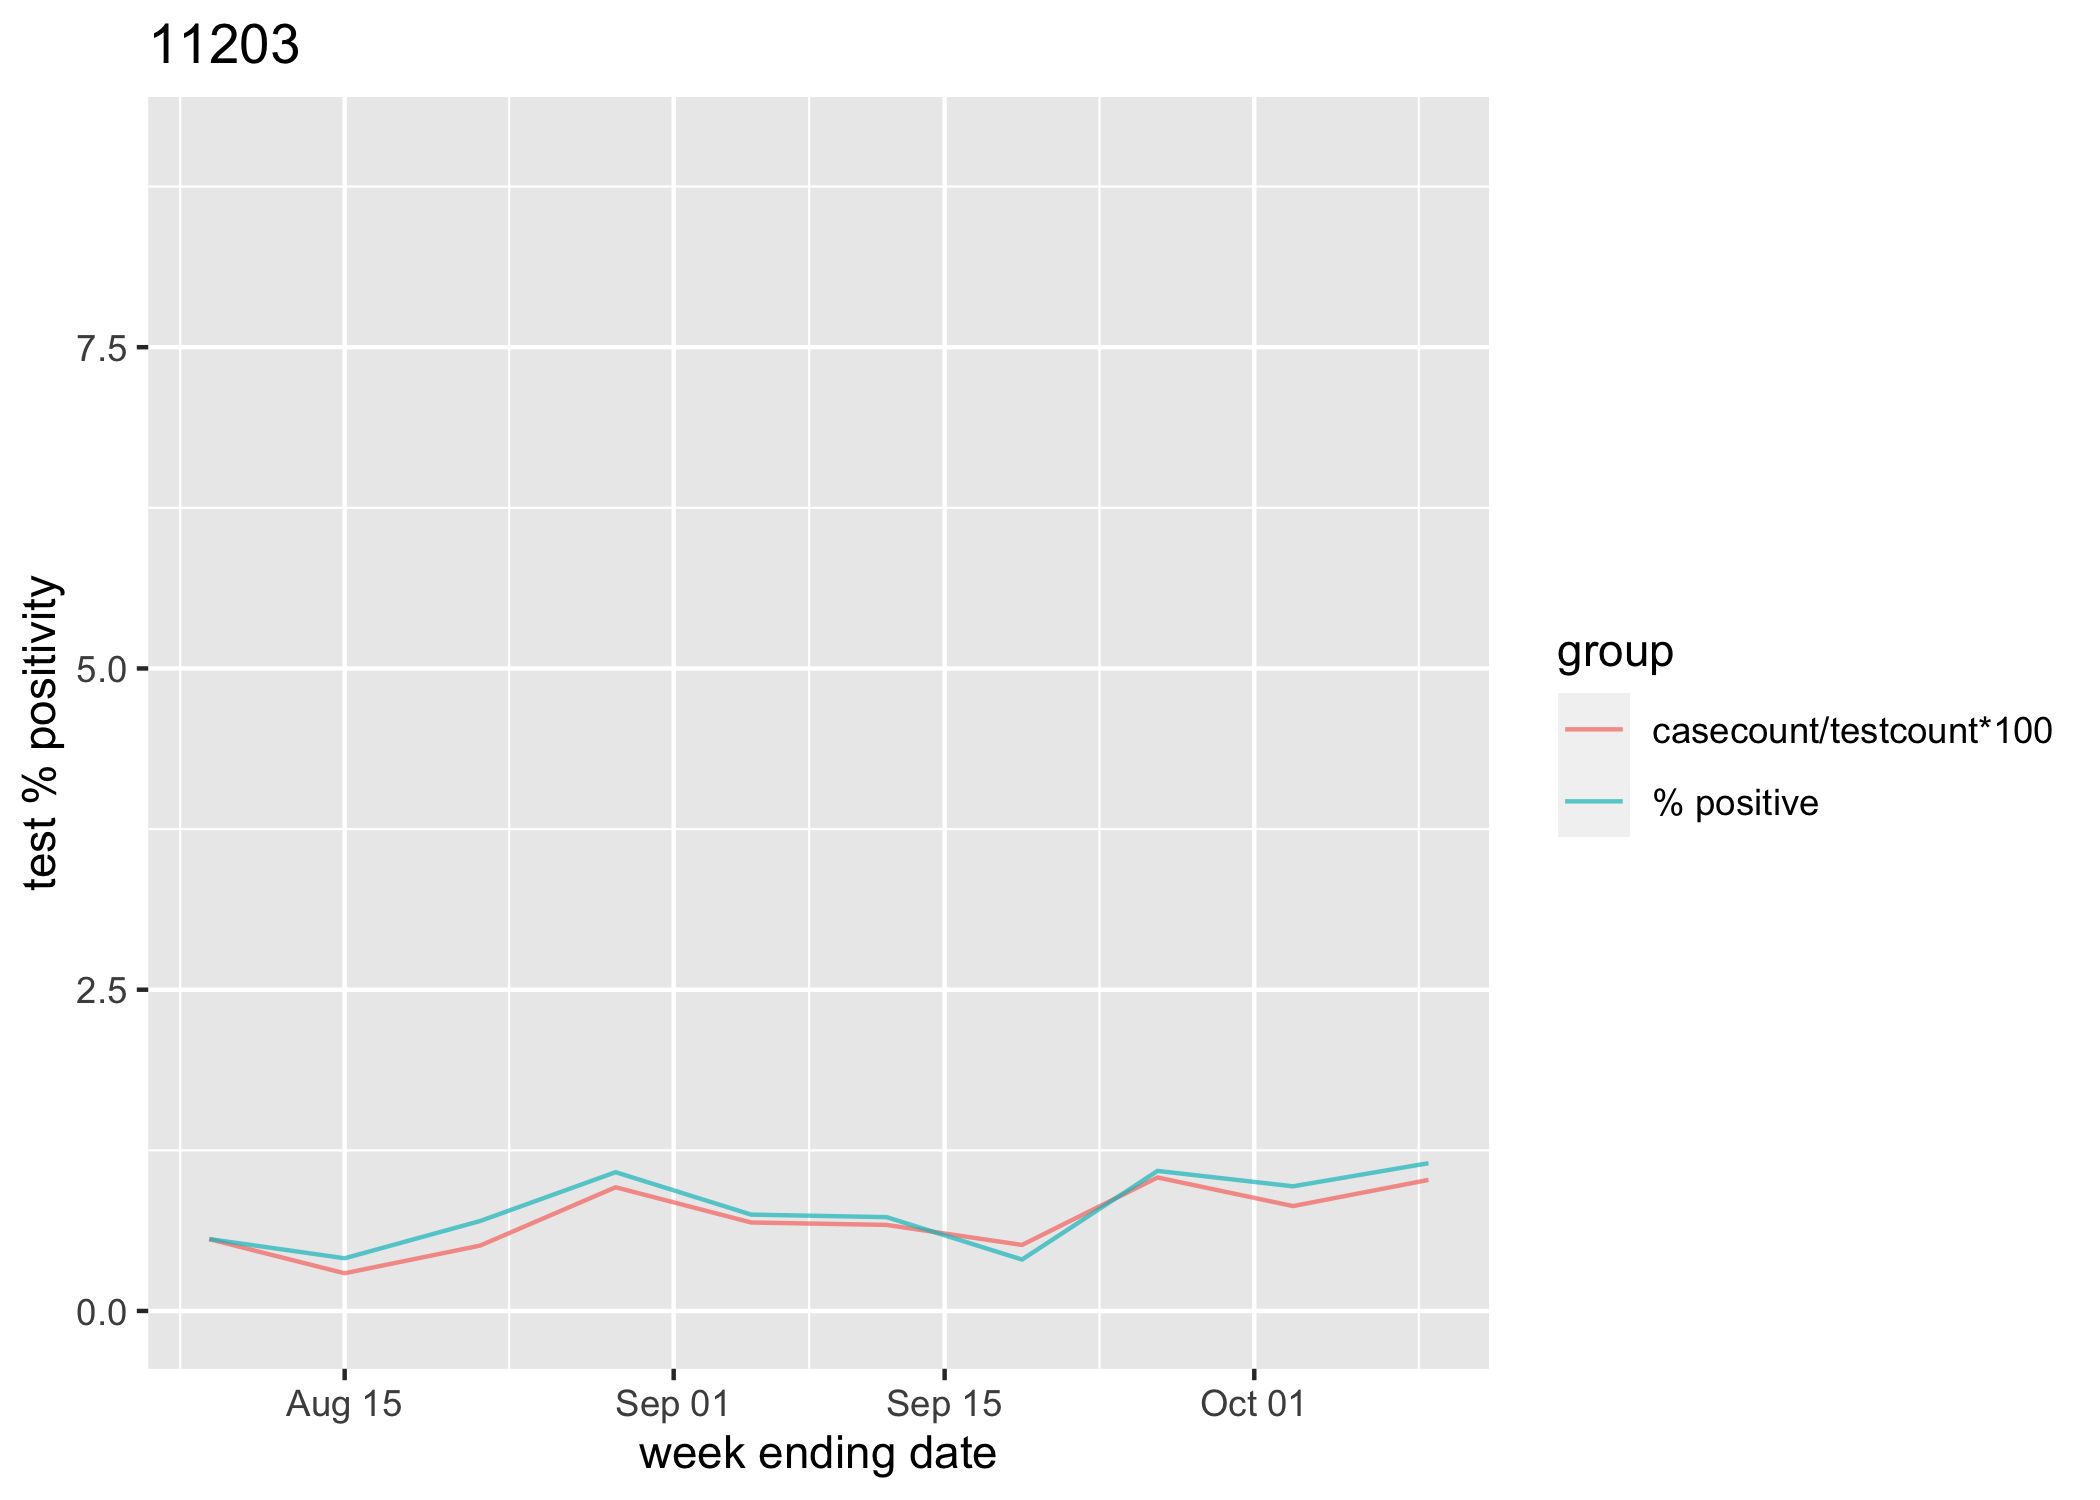 11203
test % positivity
7.5
5.0
2.5
0.0
Aug 15
Sep 01
Sep 15
Oct 01
week ending date
group
casecount/testcount*100
% positive